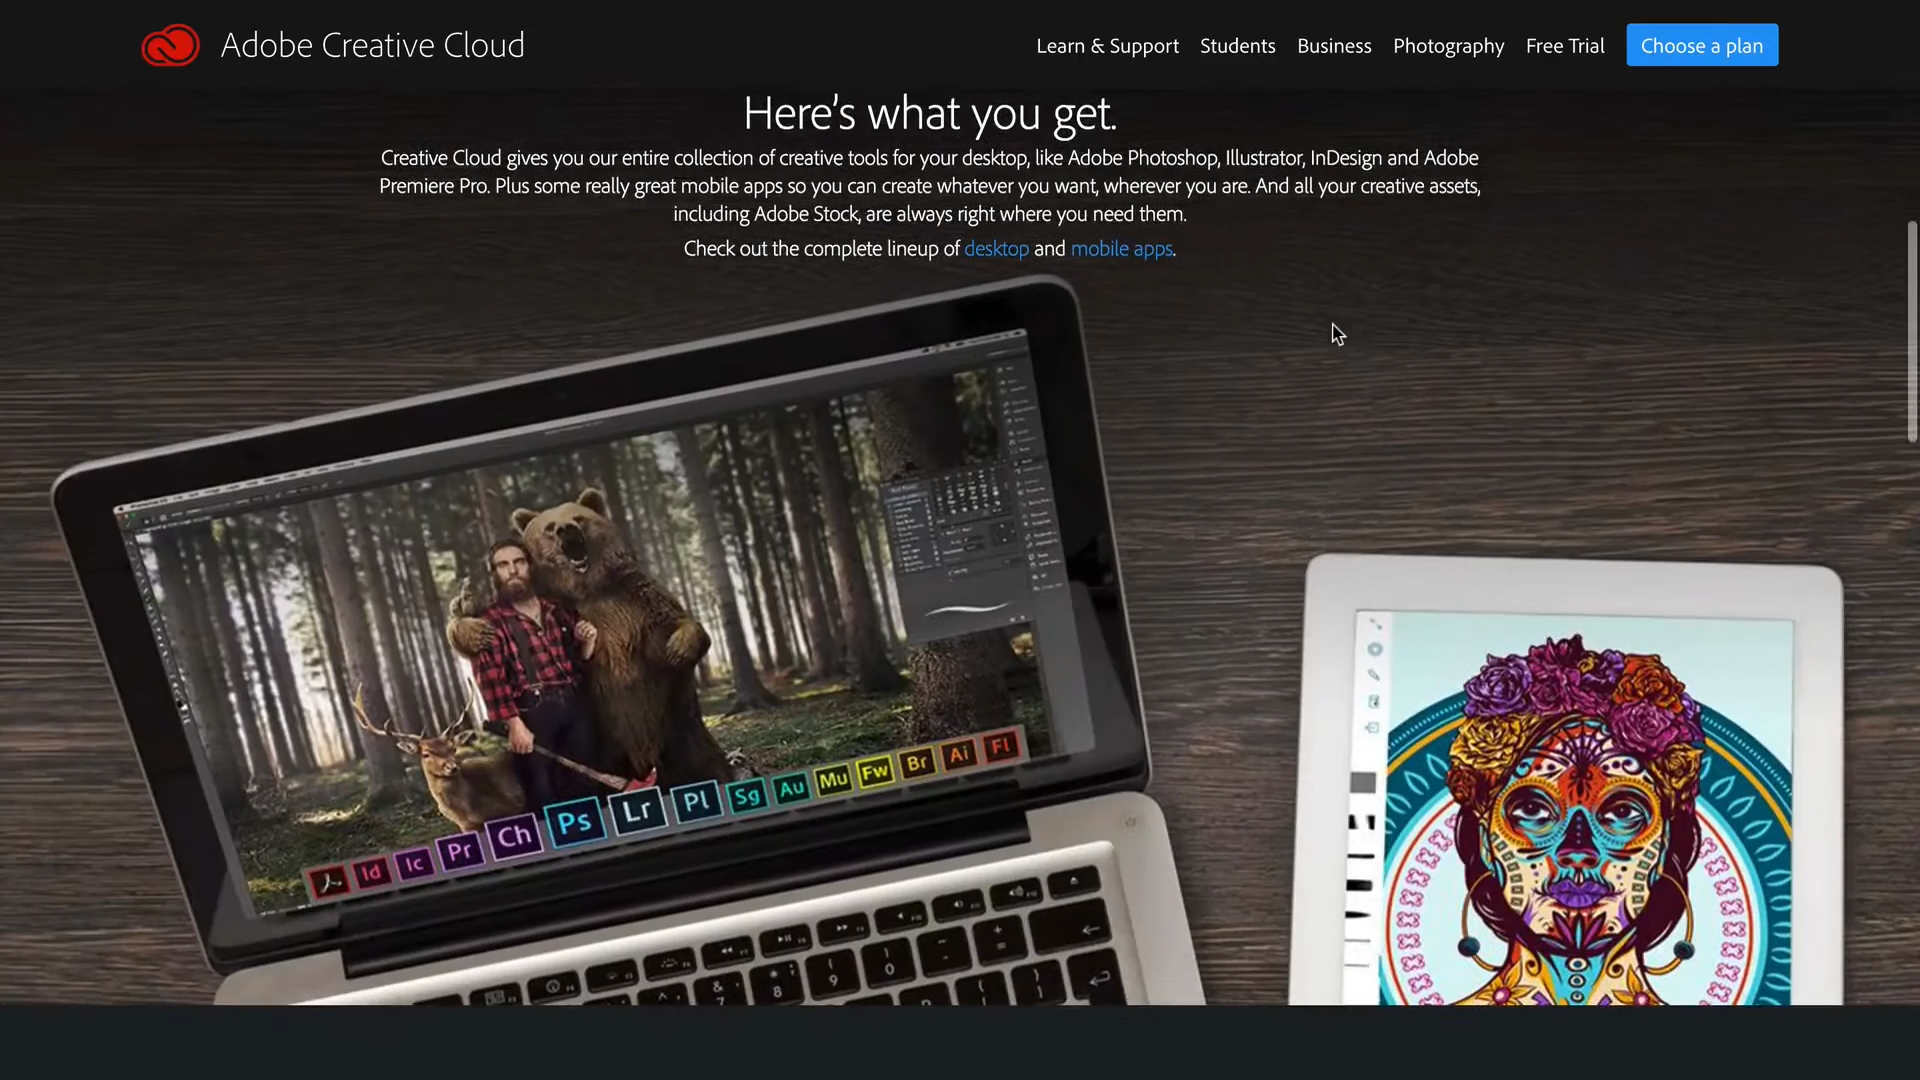 Adobe Creative Cloud
Learn & Support Students Business Photography Free Trial Choose a plan
Here’s what you get.
Creative Cloud gives you our entire collection of creative tools for your desktop, like Adobe Photoshop, Illustrator, InDesign and Adobe
Premiere Pro. Plus some really great mobile apps so you can create whatever you want, wherever you are. And all your creative assets,
including Adobe Stock, are always right where you need them.
Check out the complete lineup of desktop and mobile apps.
Id Ic Pr Ch Ps Lr Pl Sg Au Mu Fw Br Ai Fl
& 7 * 8 ( 9 ) 0 - + =